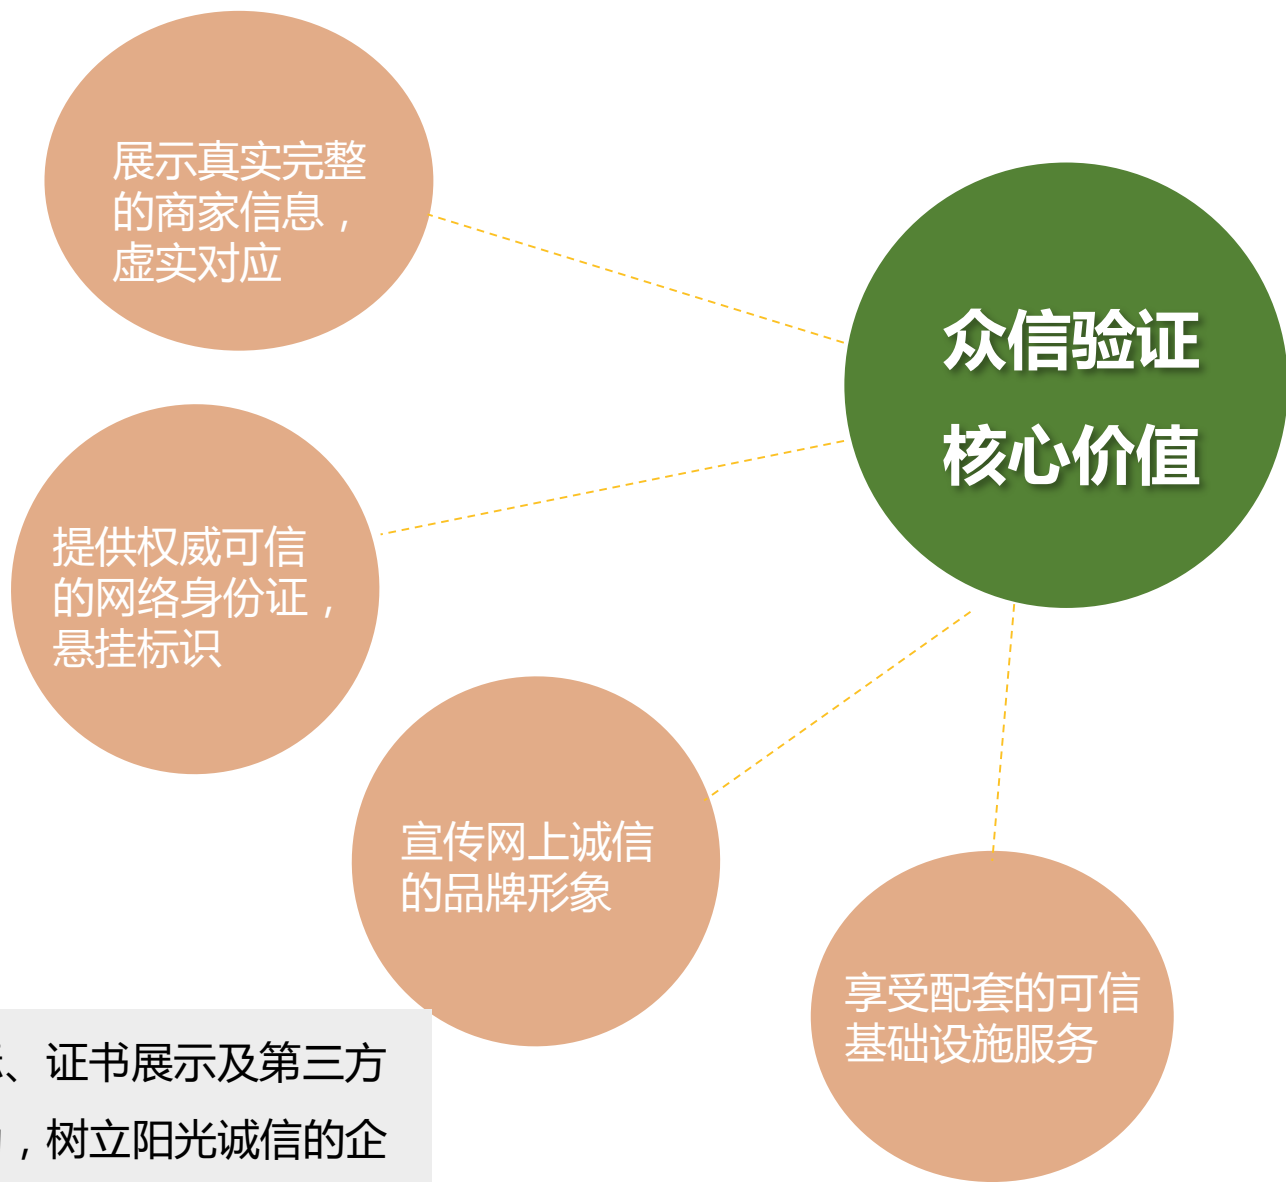 展示真实完整
的商家信息，
虚实对应
众信验证
核心价值
提供权威可信
的网络身份证，
悬挂标识
宣传网上诚信
的品牌形象
享受配套的可信
基础设施服务
、证书展示及第三方
，树立阳光诚信的企